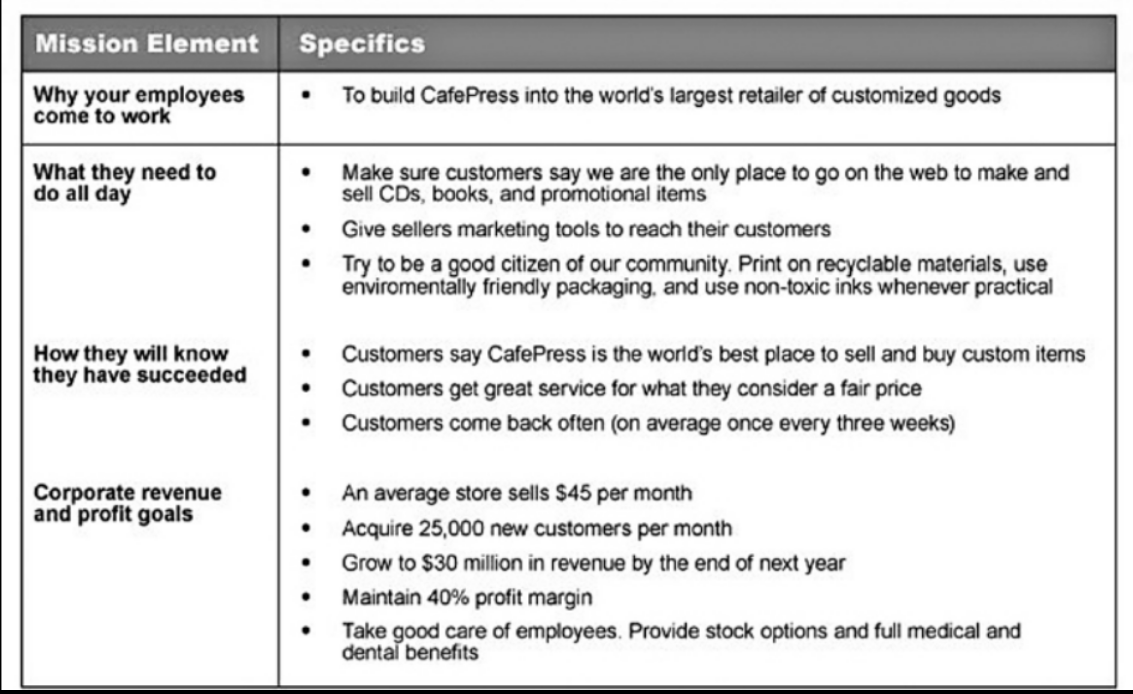 Mission Element
Specifics
Why your employees
come to work
• To build CafePress into the world's largest retailer of customized goods
What they need to
do all day
• Make sure customers say we are the only place to go on the web to make and
sell CDs, books, and promotional items
• Give sellers marketing tools to reach their customers
• Try to be a good citizen of our community. Print on recyclable materials, use
enviromentally friendly packaging, and use non-toxic inks whenever practical
How they will know
they have succeeded
• Customers say CafePress is the world's best place to sell and buy custom items
• Customers get great service for what they consider a fair price
• Customers come back often (on average once every three weeks)
Corporate revenue
and profit goals
• An average store sells $45 per month
• Acquire 25,000 new customers per month
• Grow to $30 million in revenue by the end of next year
• Maintain 40% profit margin
• Take good care of employees. Provide stock options and full medical and
dental benefits